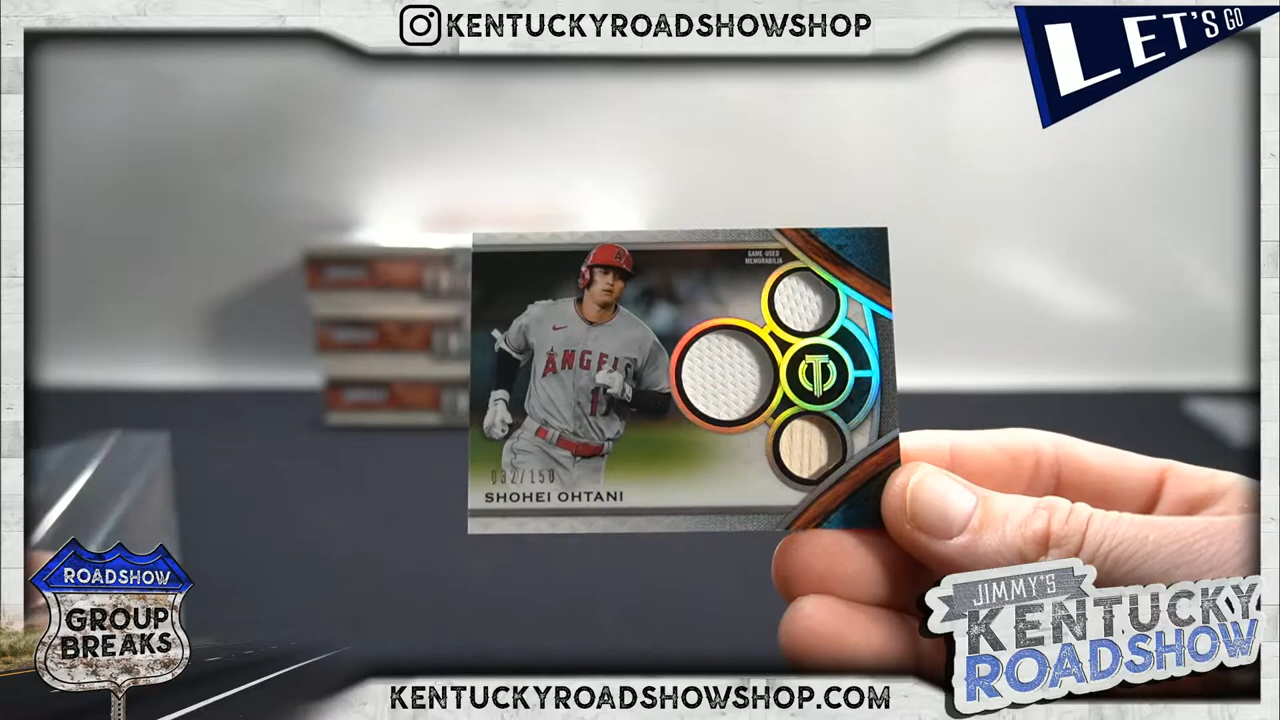 KENTUCKYROADSHOWSHOP
LET'S GO
GAME-USED
MEMORABILIA
ANGELS
1
032/150
SHOHEI OHTANI
ROADSHOW
GROUP
BREAKS
JIMMY'S
KENTUCKY
ROADSHOW
KENTUCKYROADSHOWSHOP.COM